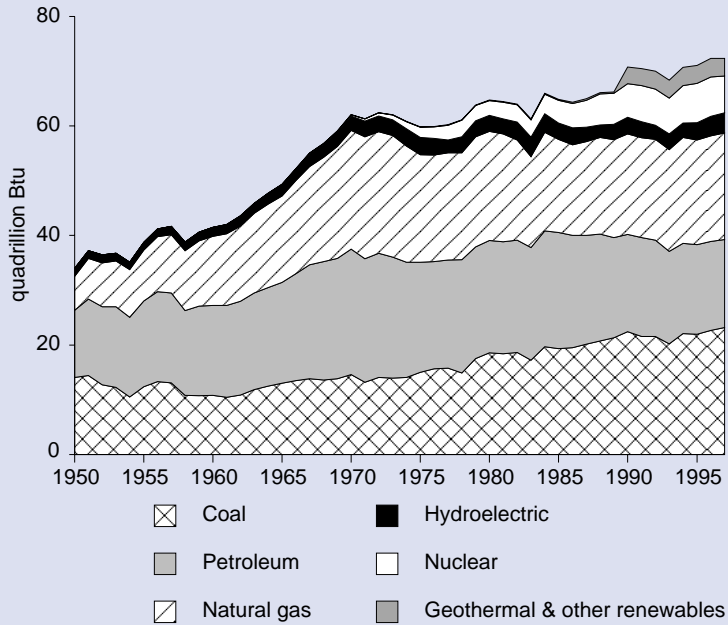 80
60
40
20
0
quadrillion Btu
1950 1955 1960 1965 1970 1975 1980 1985 1990 1995
Coal Hydroelectric
Petroleum Nuclear
Natural gas Geothermal & other renewables